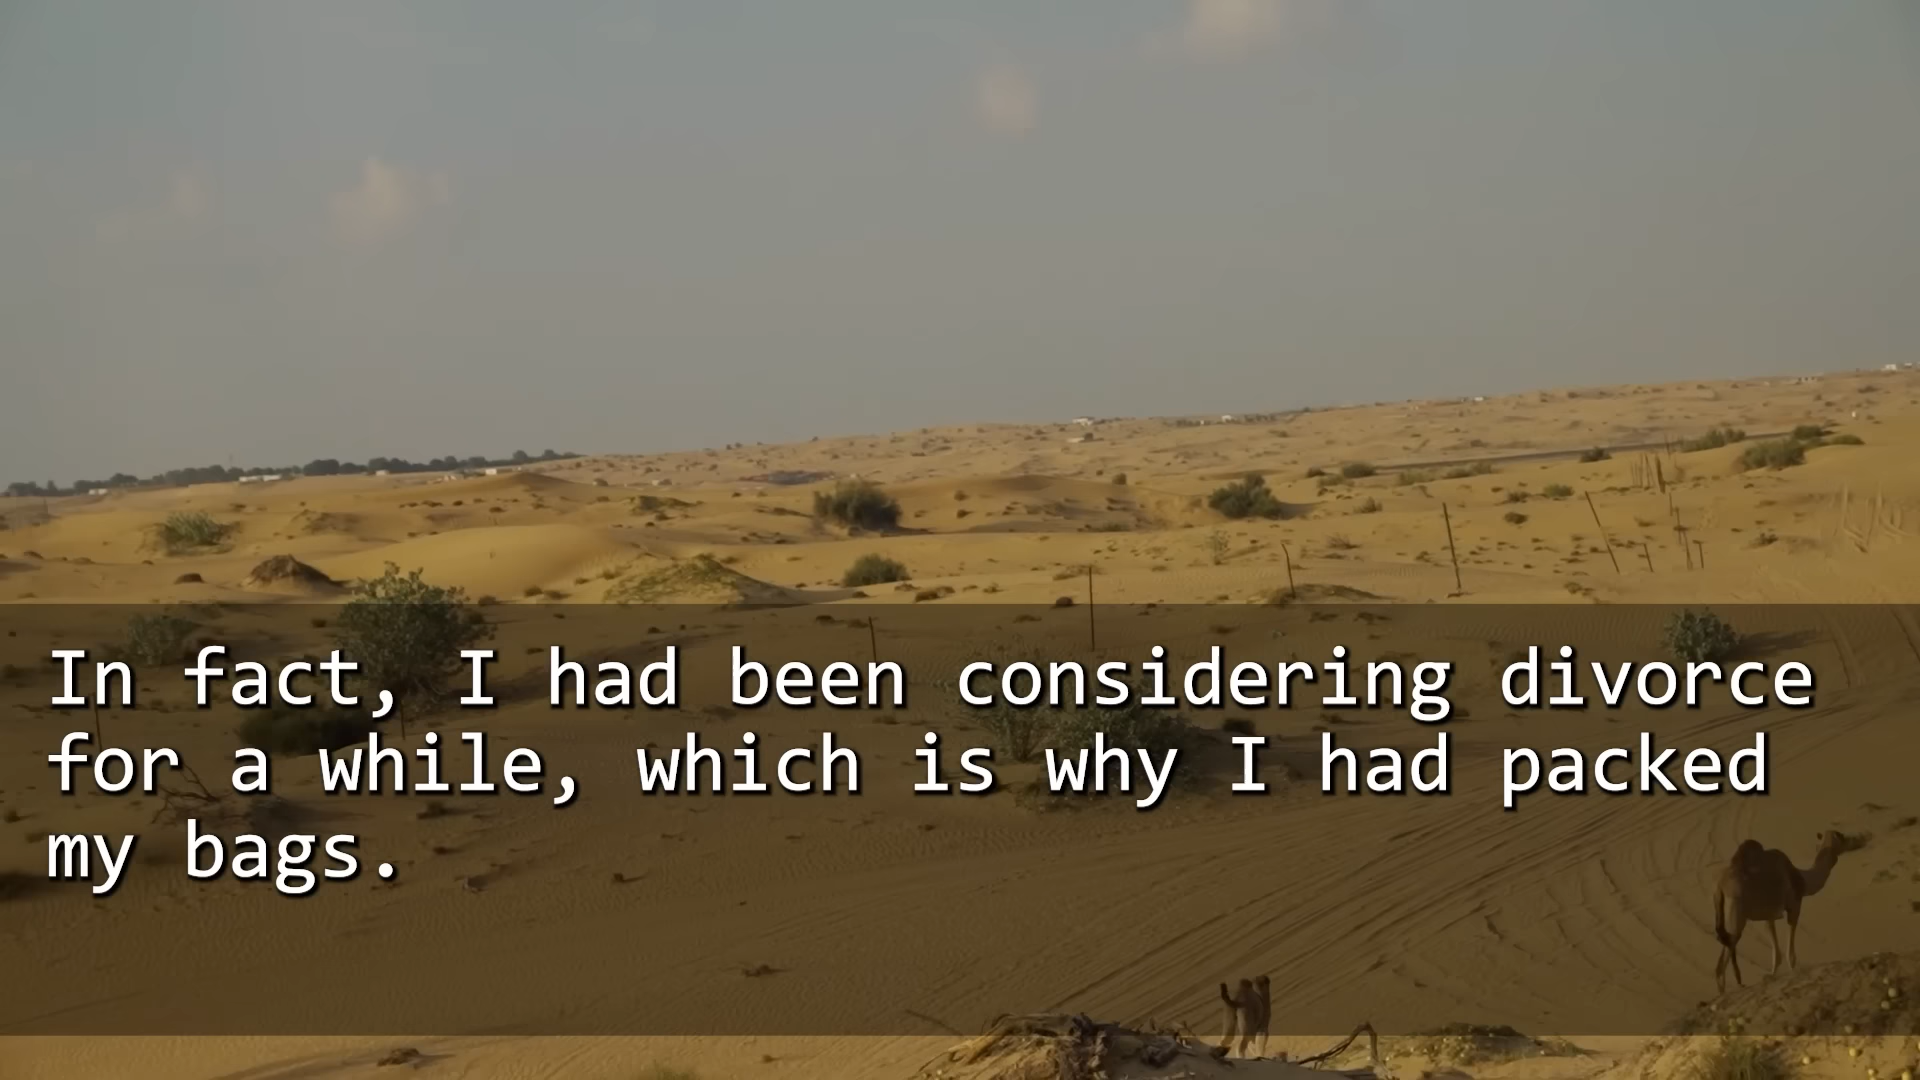 In fact, I had been considering divorce
for a while, which is why I had packed
my bags.